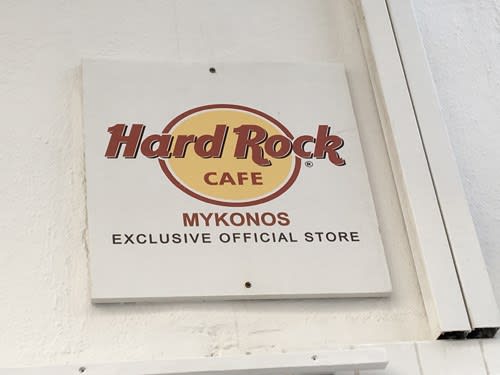 Hard Rock
®
CAFE
MYKONOS
EXCLUSIVE OFFICIAL STORE